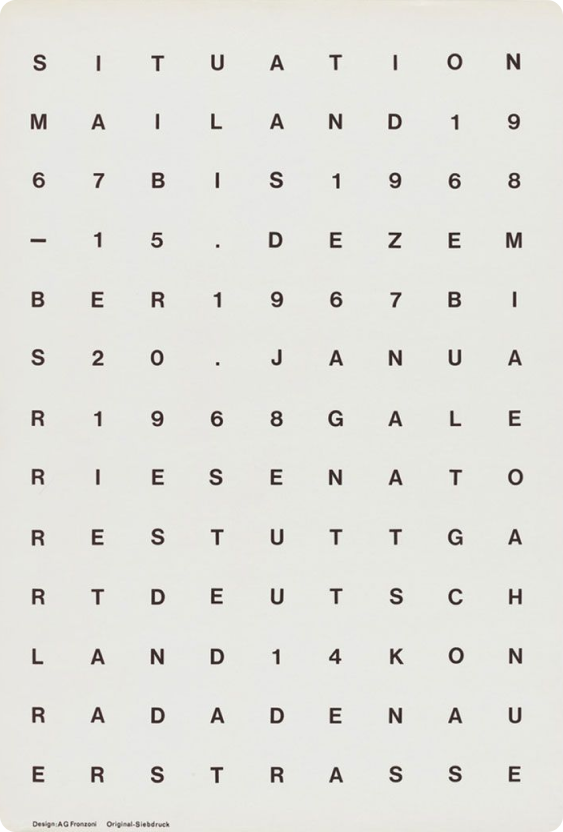 S I T U A T I O N
M A I L A N D 1 9
6 7 B I S 1 9 6 8
– 1 5 . D E Z E M
B E R 1 9 6 7 B I
S 2 0 . J A N U A
R 1 9 6 8 G A L E
R I E S E N A T O
R E S T U T T G A
R T D E U T S C H
L A N D 1 4 K O N
R A D A D E N A U
E R S T R A S S E
Design: AG Fronzoni Original-Siebdruck